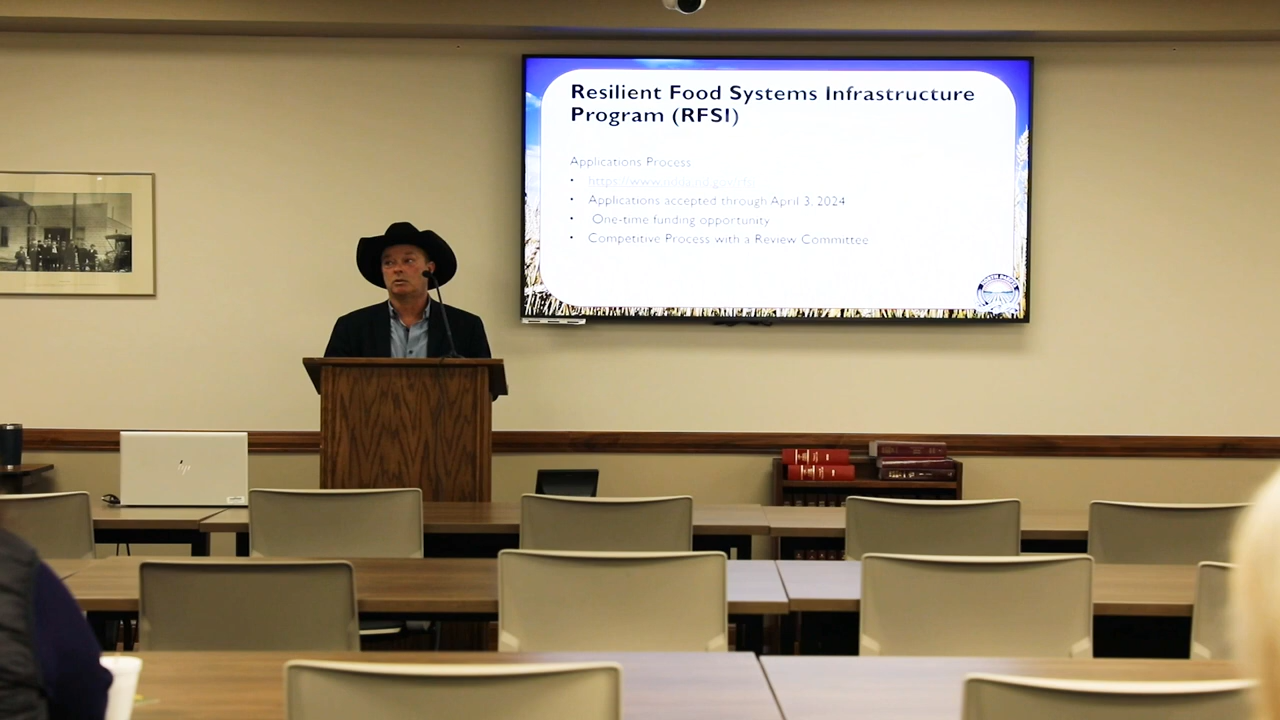 Resilient Food Systems Infrastructure
Program (RFSI)
Applications Process
Applications accepted through April 3, 2024
One-time funding opportunity
Competitive Process with a Review Committee
hp